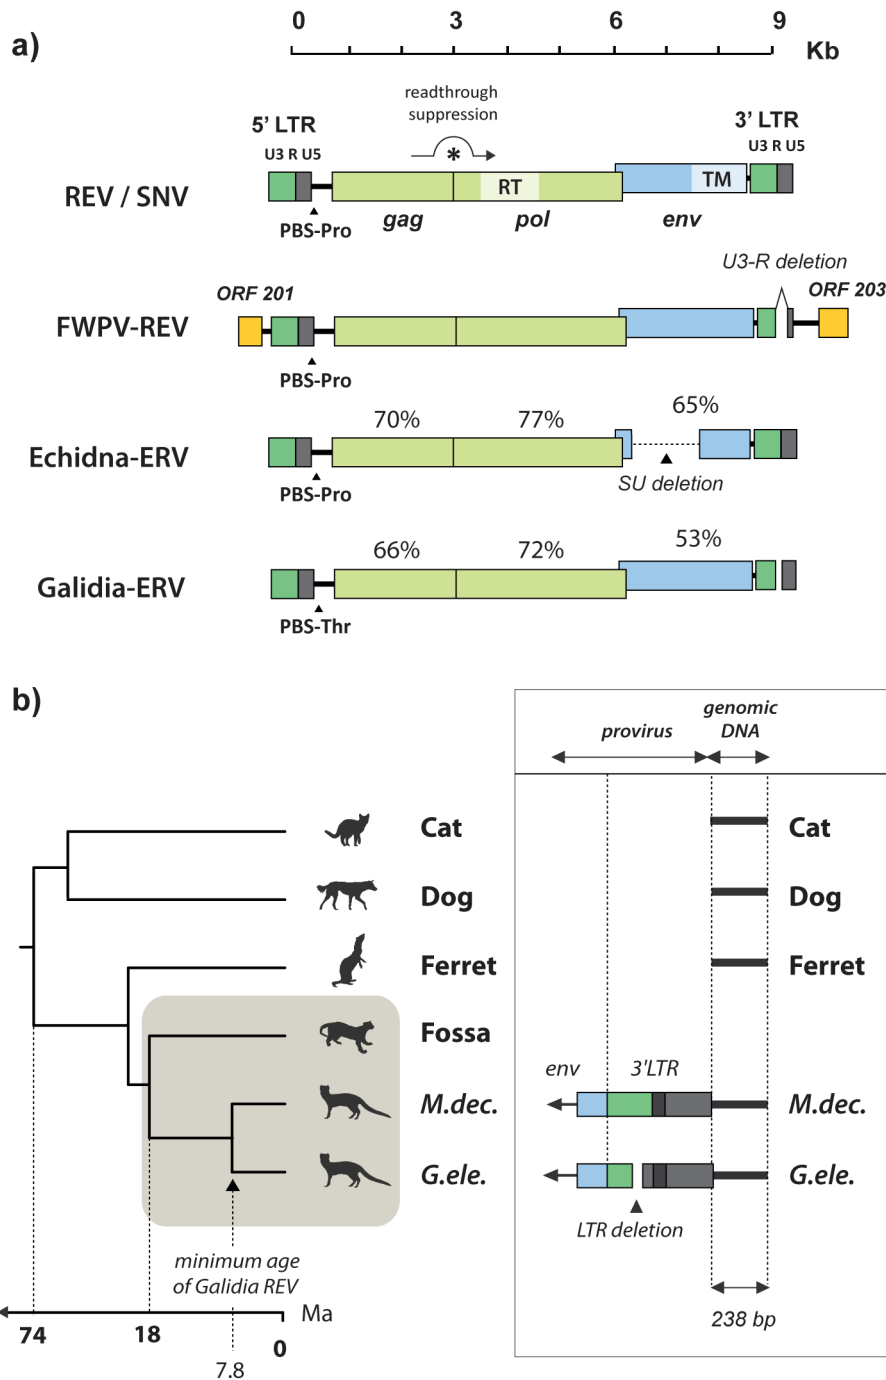 0 3 6 9
a)
Kb
readthrough
suppression
5’ LTR
3’ LTR
U3 R U5
U3 R U5
*
REV / SNV
RT
TM
PBS-Pro
gag
pol
env
U3-R deletion
ORF 201
ORF 203
FWPV-REV
PBS-Pro
70%
77%
65%
Echidna-ERV
SU deletion
PBS-Pro
66%
72%
53%
Galidia-ERV
PBS-Thr
b)
Cat
Dog
Ferret
Fossa
M.dec.
G.ele.
minimum age
of Galidia REV
Ma
74
18
0
7.8
provirus
genomic
DNA
Cat
Dog
Ferret
env
3'LTR
M.dec.
G.ele.
LTR deletion
238 bp